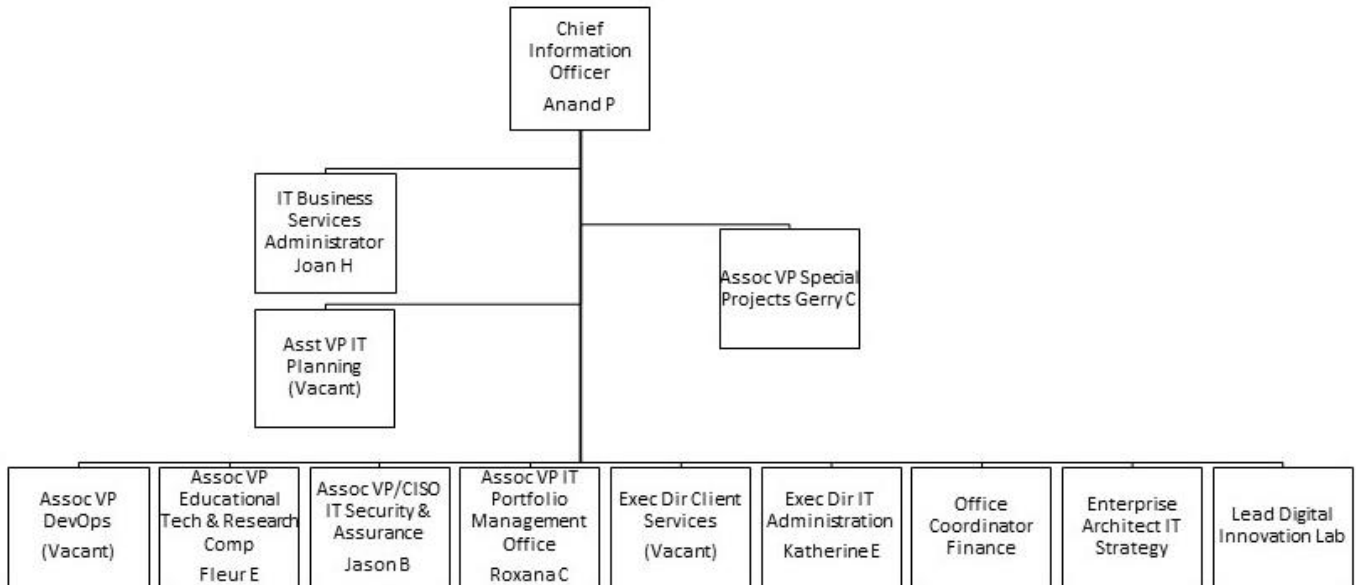 Chief
Information
Officer
Anand P
IT Business
Services
Administrator
Joan H
Assoc VP Special
Projects Gerry C
Asst VP IT
Planning
(Vacant)
Assoc VP
DevOps
(Vacant)
Assoc VP
Educational
Tech & Research
Comp
Fleur E
Assoc VP/CISO
IT Security &
Assurance
Jason B
Assoc VP IT
Portfolio
Management
Office
Roxana C
Exec Dir Client
Services
(Vacant)
Exec Dir IT
Administration
Katherine E
Office
Coordinator
Finance
Enterprise
Architect IT
Strategy
Lead Digital
Innovation Lab